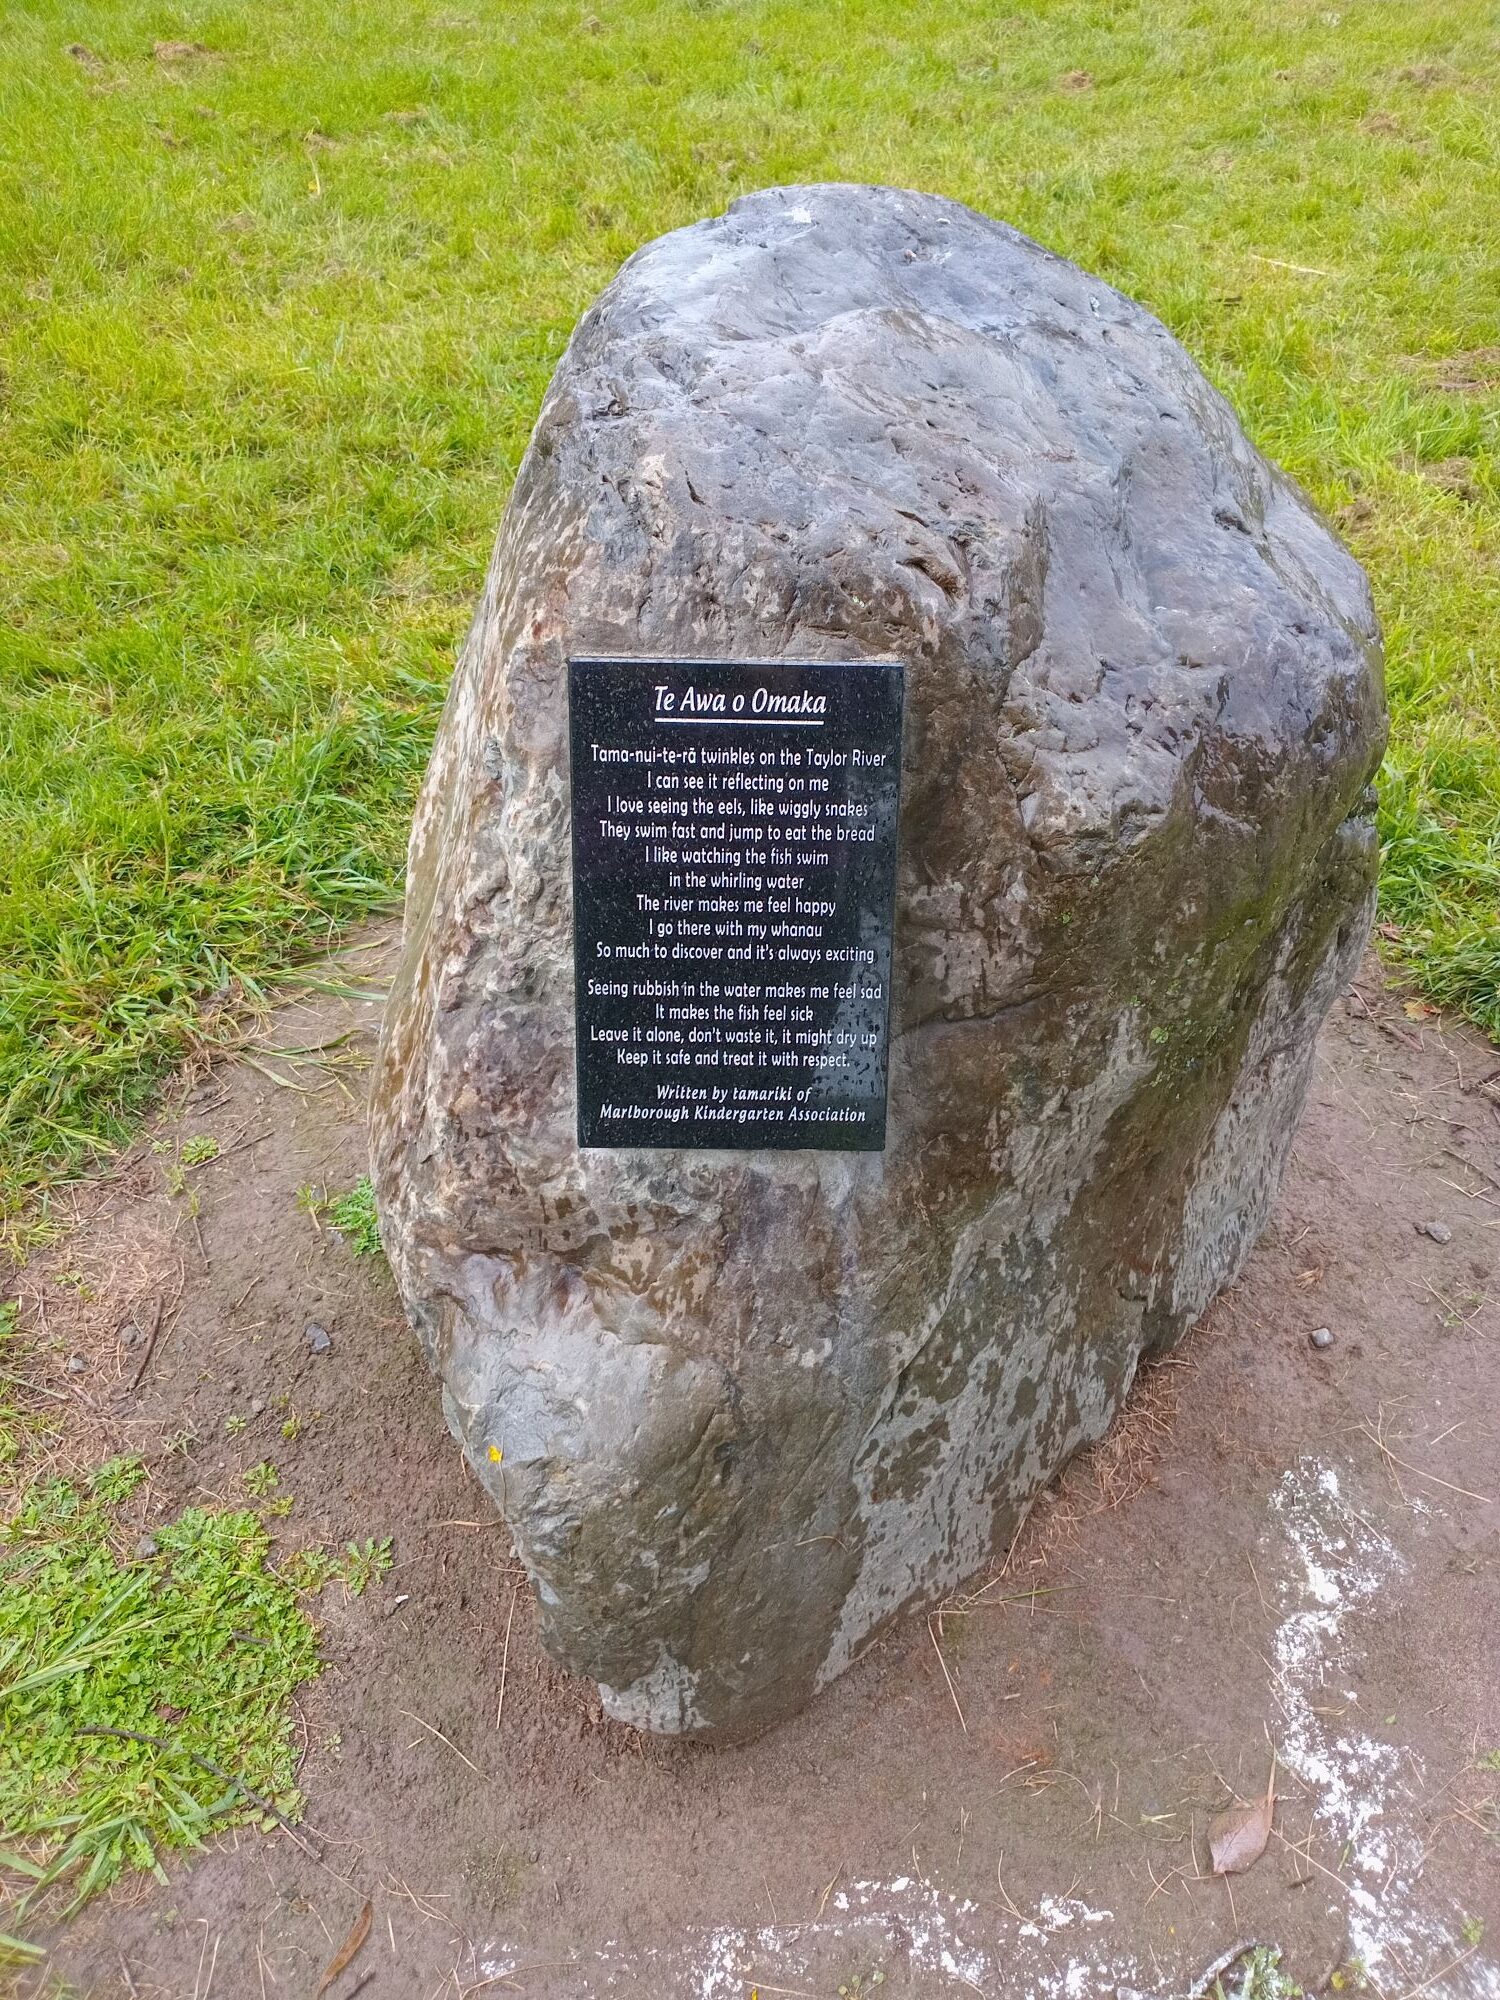 Te Awa o Omaka
Tama-nui-te-rā twinkles on the Taylor River
I can see it reflecting on me
I love seeing the eels, like wiggly snakes
They swim fast and jump to eat the bread
I like watching the fish swim
in the whirling water
The river makes me feel happy
I go there with my whanau
So much to discover and it's always exciting
Seeing rubbish in the water makes me feel sad
It makes the fish feel sick
Leave it alone, don't waste it, it might dry up
Keep it safe and treat it with respect.
Written by tamariki of
Marlborough Kindergarten Association